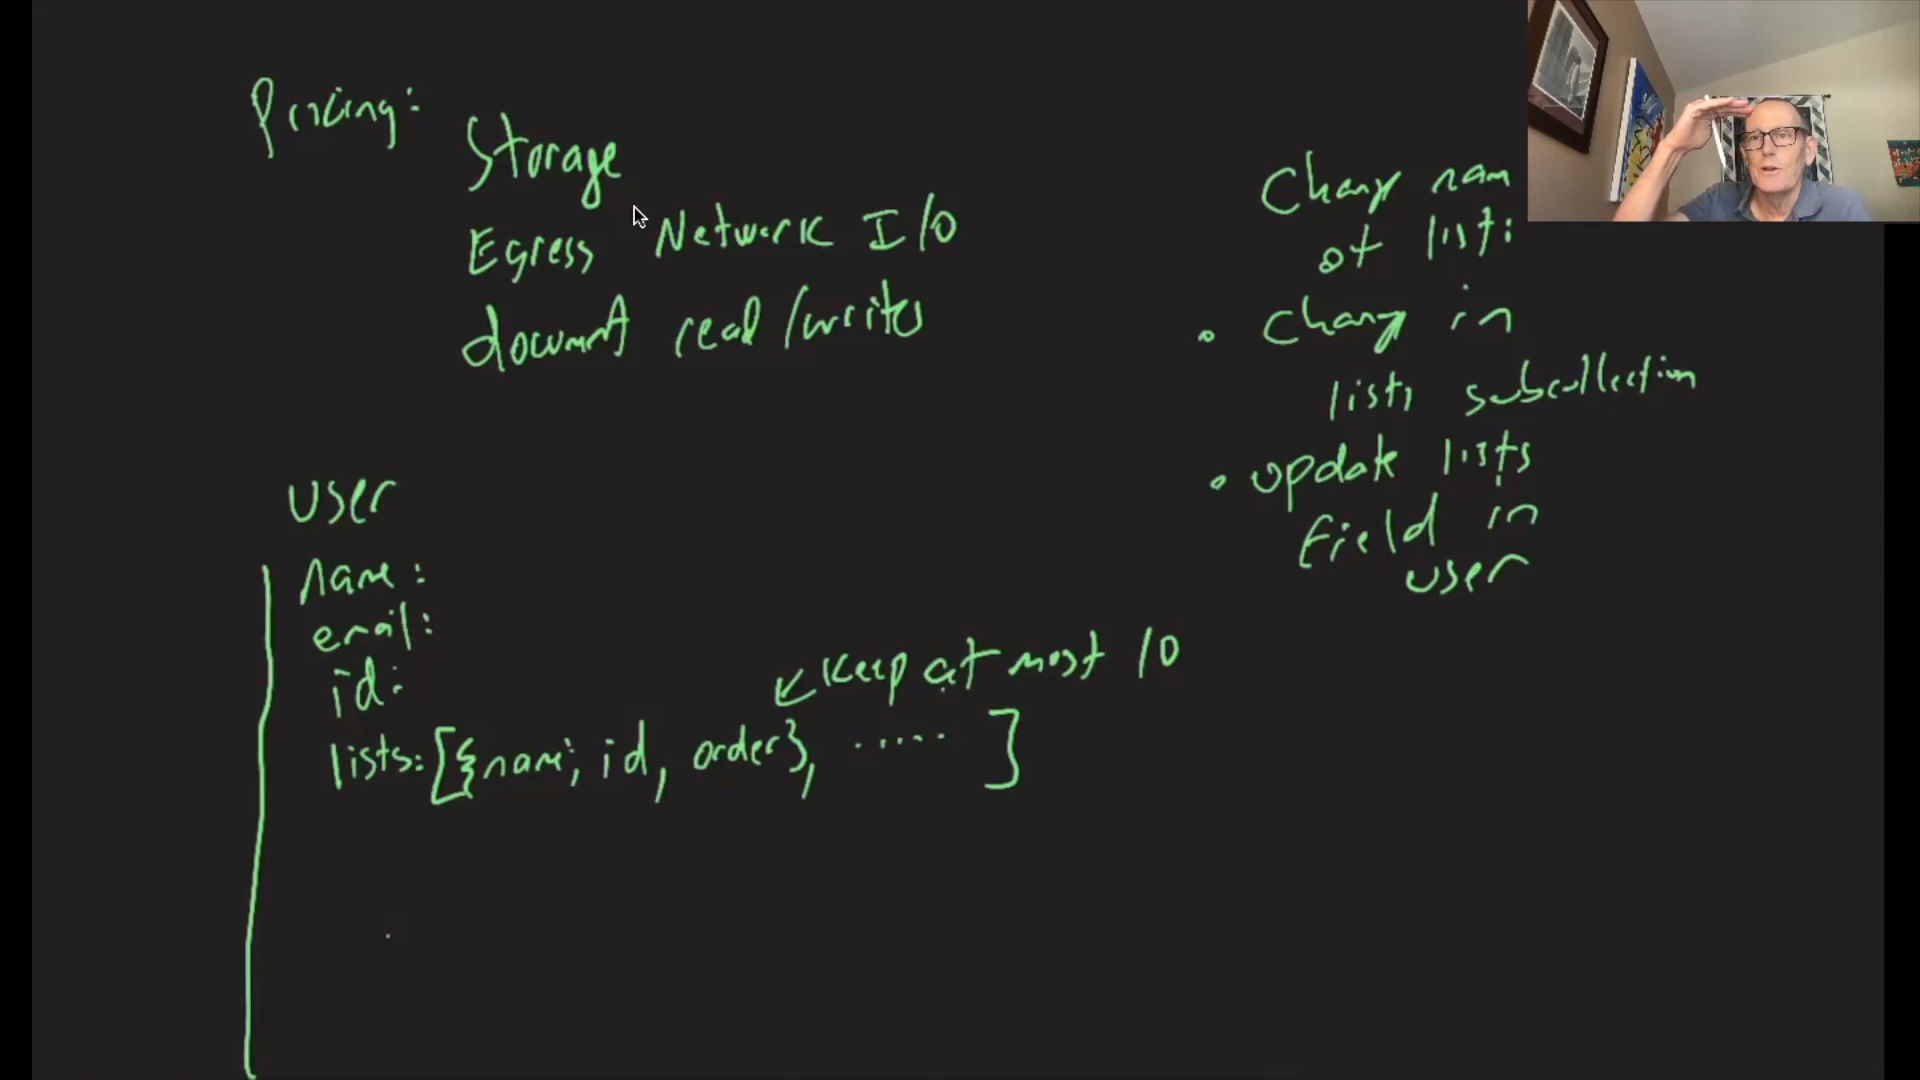 Pricing:
Storage
Egress Network I/O
document read/writes
user
name:
email:
id:
keep at most 10
lists:[{name, id, order}, ..... ]
Change nam
of list:
• change in
lists subcollection
• update lists
field in
user